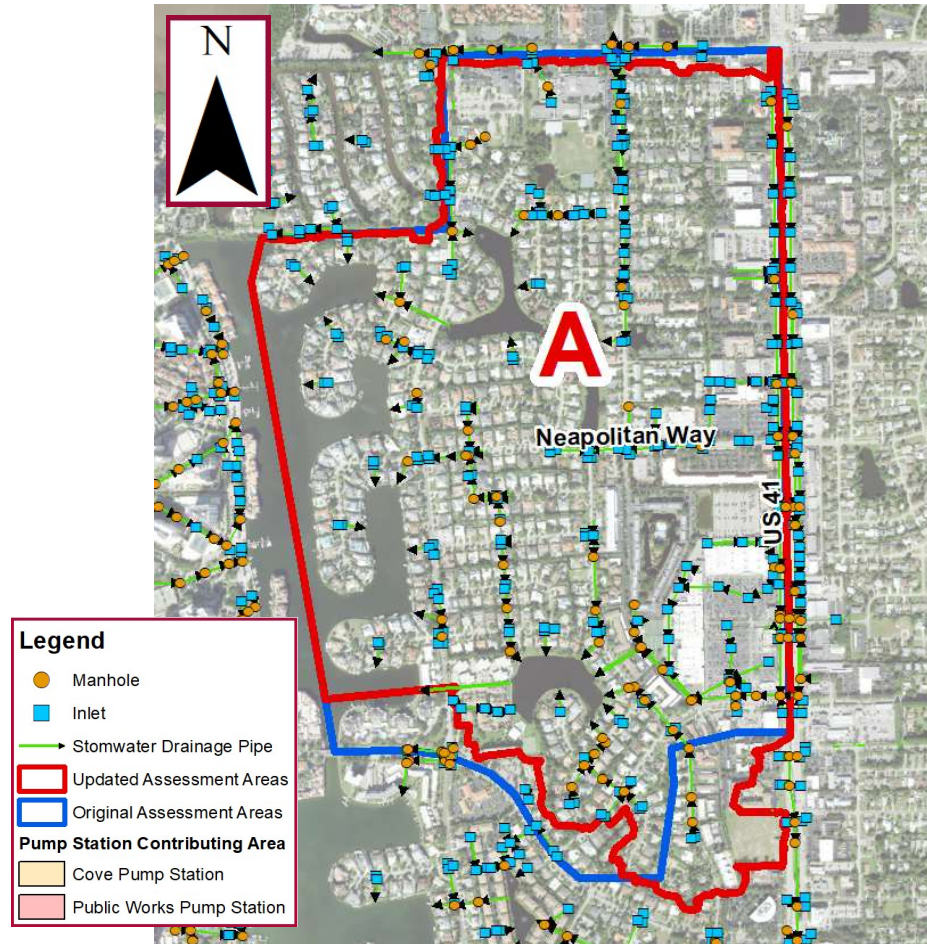 N
A
Neapolitan Way
US 41
Legend
Manhole
Inlet
Stomwater Drainage Pipe
Updated Assessment Areas
Original Assessment Areas
Pump Station Contributing Area
Cove Pump Station
Public Works Pump Station